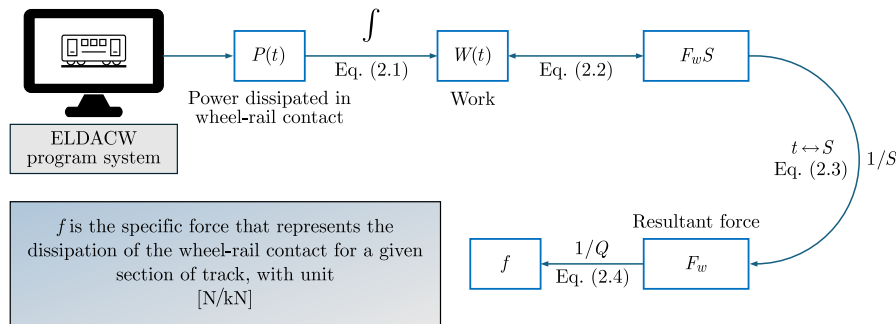 ∫
P(t)
Eq. (2.1)
W(t)
Eq. (2.2)
F_w S
Power dissipated in
wheel-rail contact
Work
ELDACW
program system
t↔S
Eq. (2.3)
1/S
f is the specific force that represents the
dissipation of the wheel-rail contact for a given
section of track, with unit
[N/kN]
Resultant force
f
1/Q
Eq. (2.4)
F_w